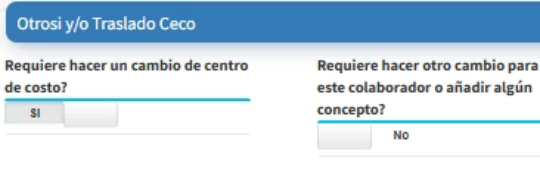 Otrosi y/o Traslado Ceco
Requiere hacer un cambio de centro
de costo?
SI
Requiere hacer otro cambio para
este colaborador o añadir algún
concepto?
No